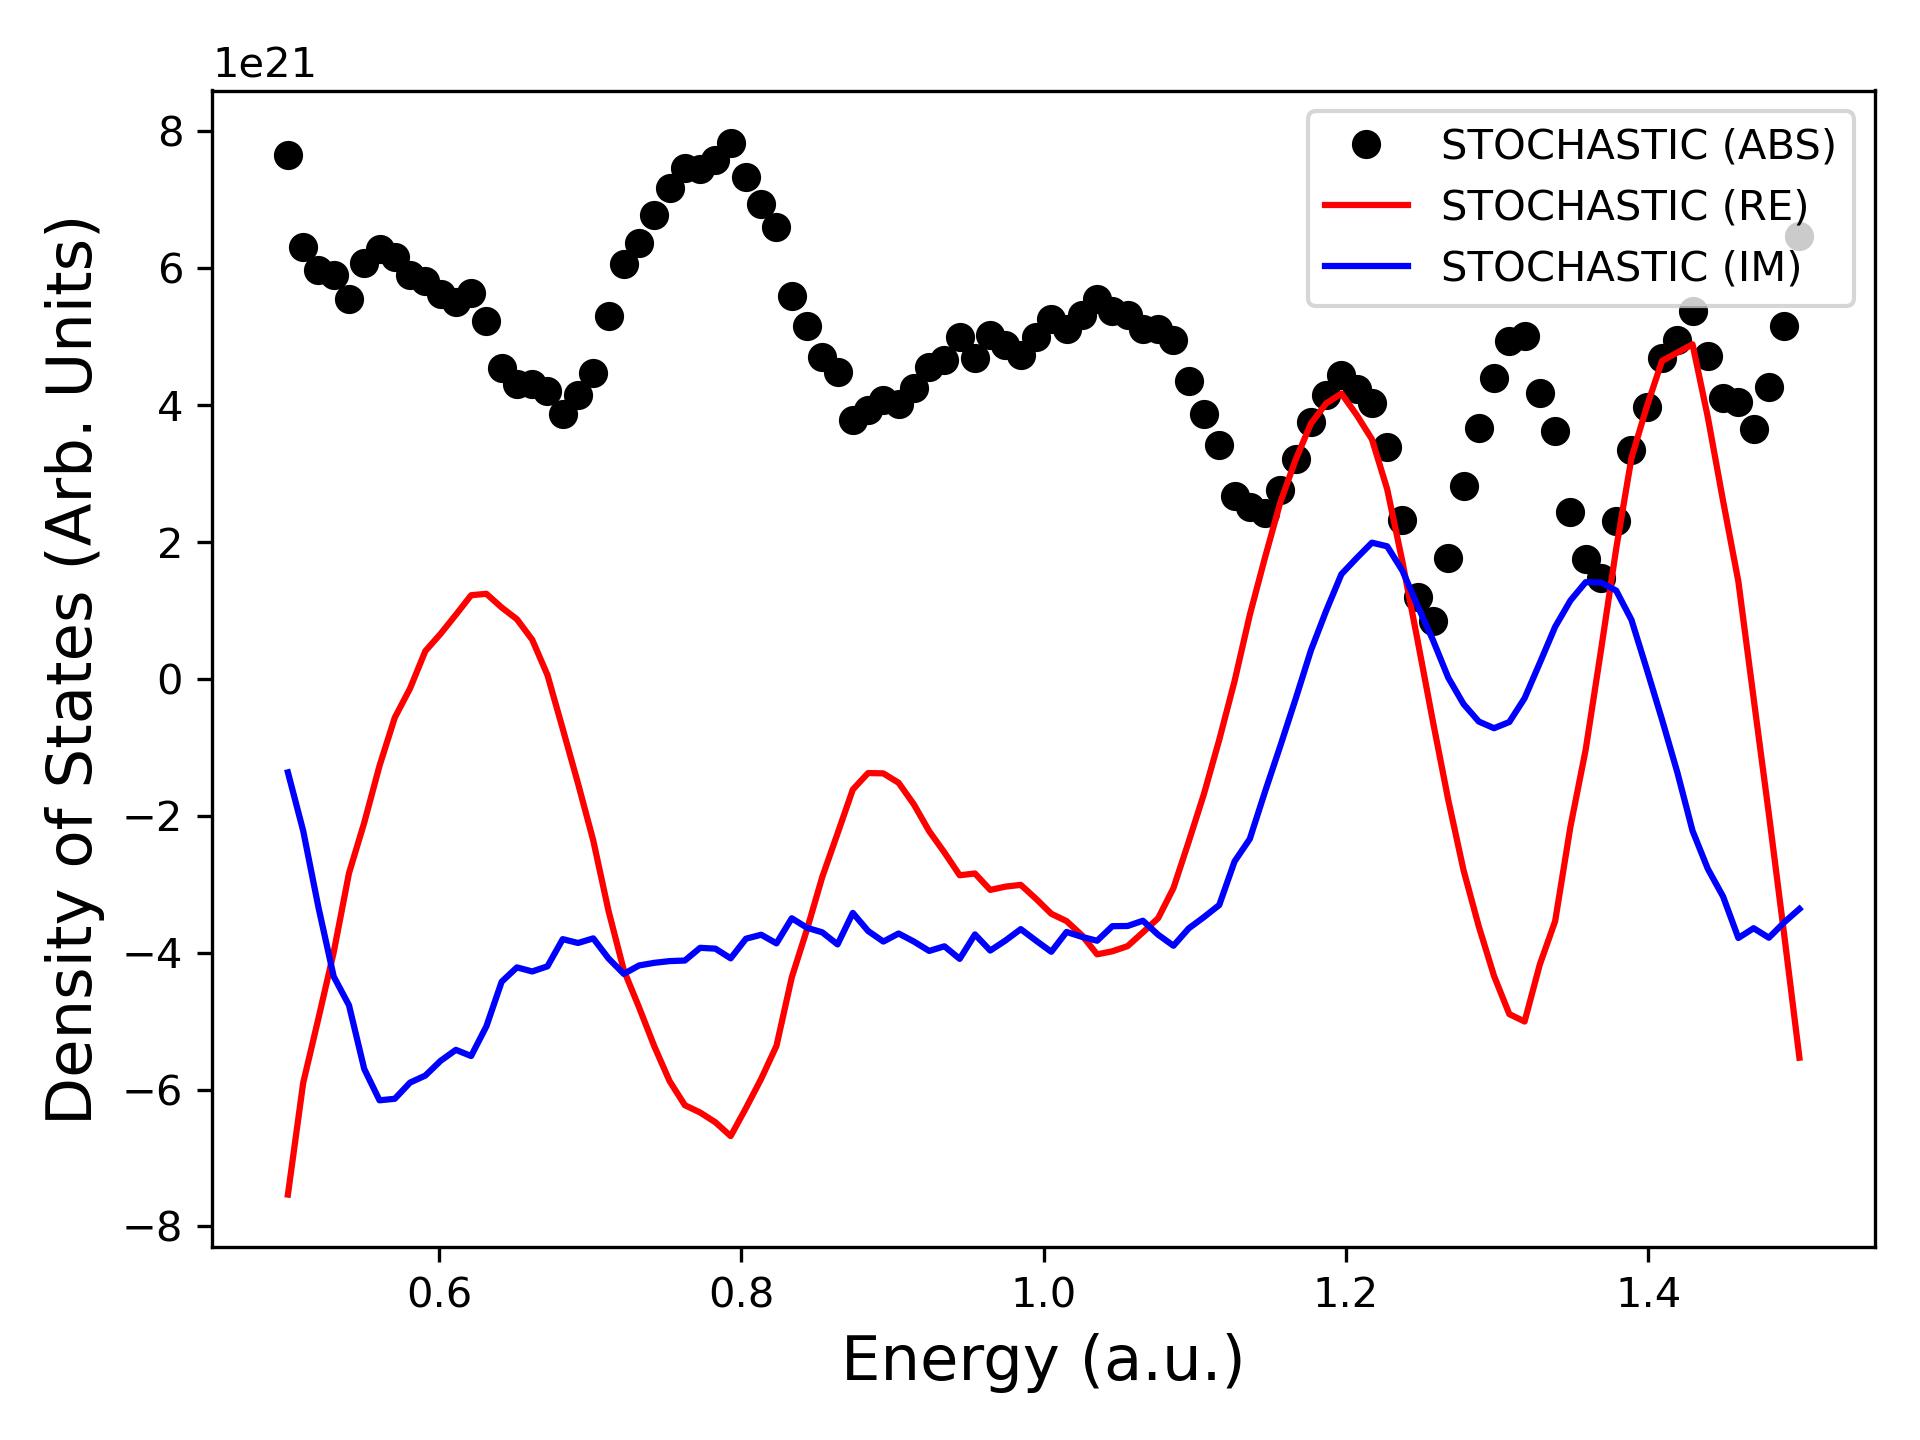 1e21
STOCHASTIC (ABS)
STOCHASTIC (RE)
STOCHASTIC (IM)
Density of States (Arb. Units)
8
6
4
2
0
−2
−4
−6
−8
0.6 0.8 1.0 1.2 1.4
Energy (a.u.)